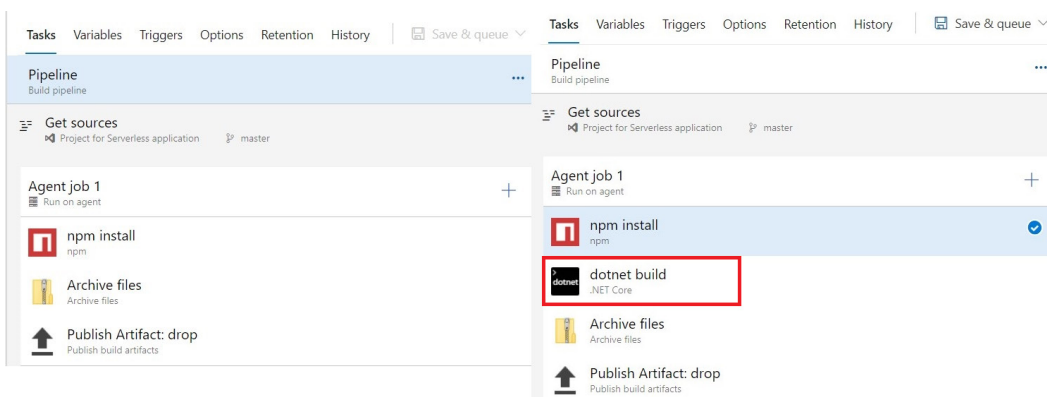 Tasks Variables Triggers Options Retention History Save & queue
Pipeline
Build pipeline
Get sources
Project for Serverless application master
Agent job 1
Run on agent
npm install
npm
Archive files
Archive files
Publish Artifact: drop
Publish build artifacts
Tasks Variables Triggers Options Retention History Save & queue
Pipeline
Build pipeline
Get sources
Project for Serverless application master
Agent job 1
Run on agent
npm install
npm
dotnet build
dotnet
.NET Core
Archive files
Archive files
Publish Artifact: drop
Publish build artifacts